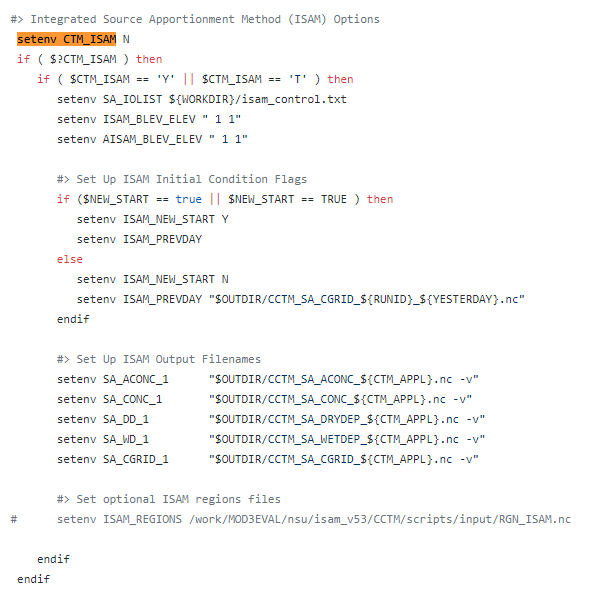 #> Integrated Source Apportionment Method (ISAM) Options
 setenv CTM_ISAM N
 if ( $?CTM_ISAM ) then
    if ( $CTM_ISAM == 'Y' || $CTM_ISAM == 'T' ) then
       setenv SA_IOLIST ${WORKDIR}/isam_control.txt
       setenv ISAM_BLEV_ELEV " 1 1"
       setenv AISAM_BLEV_ELEV " 1 1"

       #> Set Up ISAM Initial Condition Flags
       if ($NEW_START == true || $NEW_START == TRUE ) then
          setenv ISAM_NEW_START Y
          setenv ISAM_PREVDAY
       else
          setenv ISAM_NEW_START N
          setenv ISAM_PREVDAY "$OUTDIR/CCTM_SA_CGRID_${RUNID}_${YESTERDAY}.nc"
       endif

       #> Set Up ISAM Output Filenames
       setenv SA_ACONC_1      "$OUTDIR/CCTM_SA_ACONC_${CTM_APPL}.nc -v"
       setenv SA_CONC_1       "$OUTDIR/CCTM_SA_CONC_${CTM_APPL}.nc -v"
       setenv SA_DD_1         "$OUTDIR/CCTM_SA_DRYDEP_${CTM_APPL}.nc -v"
       setenv SA_WD_1         "$OUTDIR/CCTM_SA_WETDEP_${CTM_APPL}.nc -v"
       setenv SA_CGRID_1      "$OUTDIR/CCTM_SA_CGRID_${CTM_APPL}.nc -v"

       #> Set optional ISAM regions files
#      setenv ISAM_REGIONS /work/MOD3EVAL/nsu/isam_v53/CCTM/scripts/input/RGN_ISAM.nc

    endif
 endif